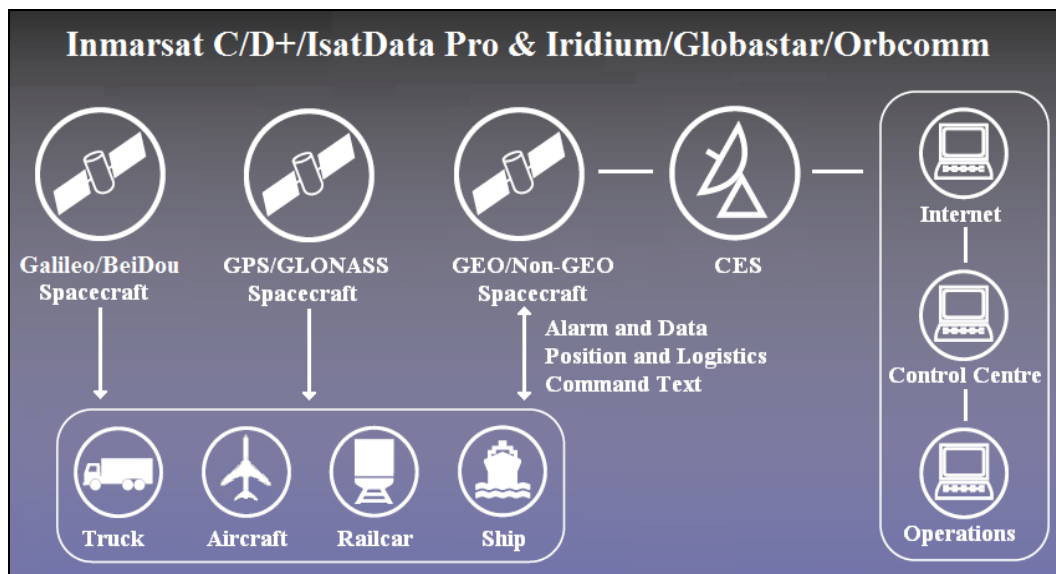 Inmarsat C/D+/IsatData Pro & Iridium/Globastar/Orbcomm
Galileo/BeiDou
Spacecraft
GPS/GLONASS
Spacecraft
GEO/Non-GEO
Spacecraft
CES
Internet
Alarm and Data
Position and Logistics
Command Text
Control Centre
Truck
Aircraft
Railcar
Ship
Operations